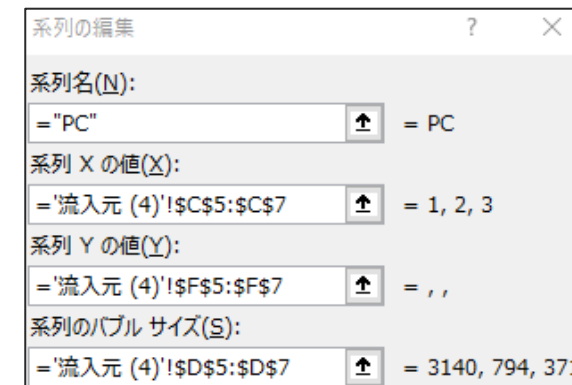 系列の編集 ? ×
系列名(N):
="PC" = PC
系列 X の値(X):
='流入元 (4)'!$C$5:$C$7 = 1, 2, 3
系列 Y の値(Y):
='流入元 (4)'!$F$5:$F$7 = , ,
系列のバブル サイズ(S):
='流入元 (4)'!$D$5:$D$7 = 3140, 794, 371